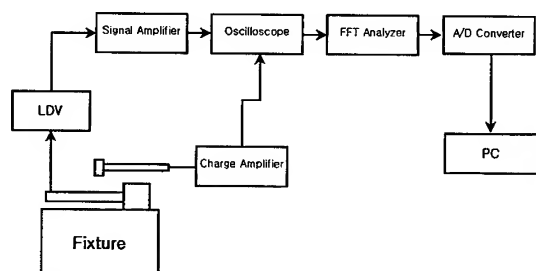 Signal Amplifier
Oscilloscope
FFT Analyzer
A/D Converter
LDV
Charge Amplifier
PC
Fixture